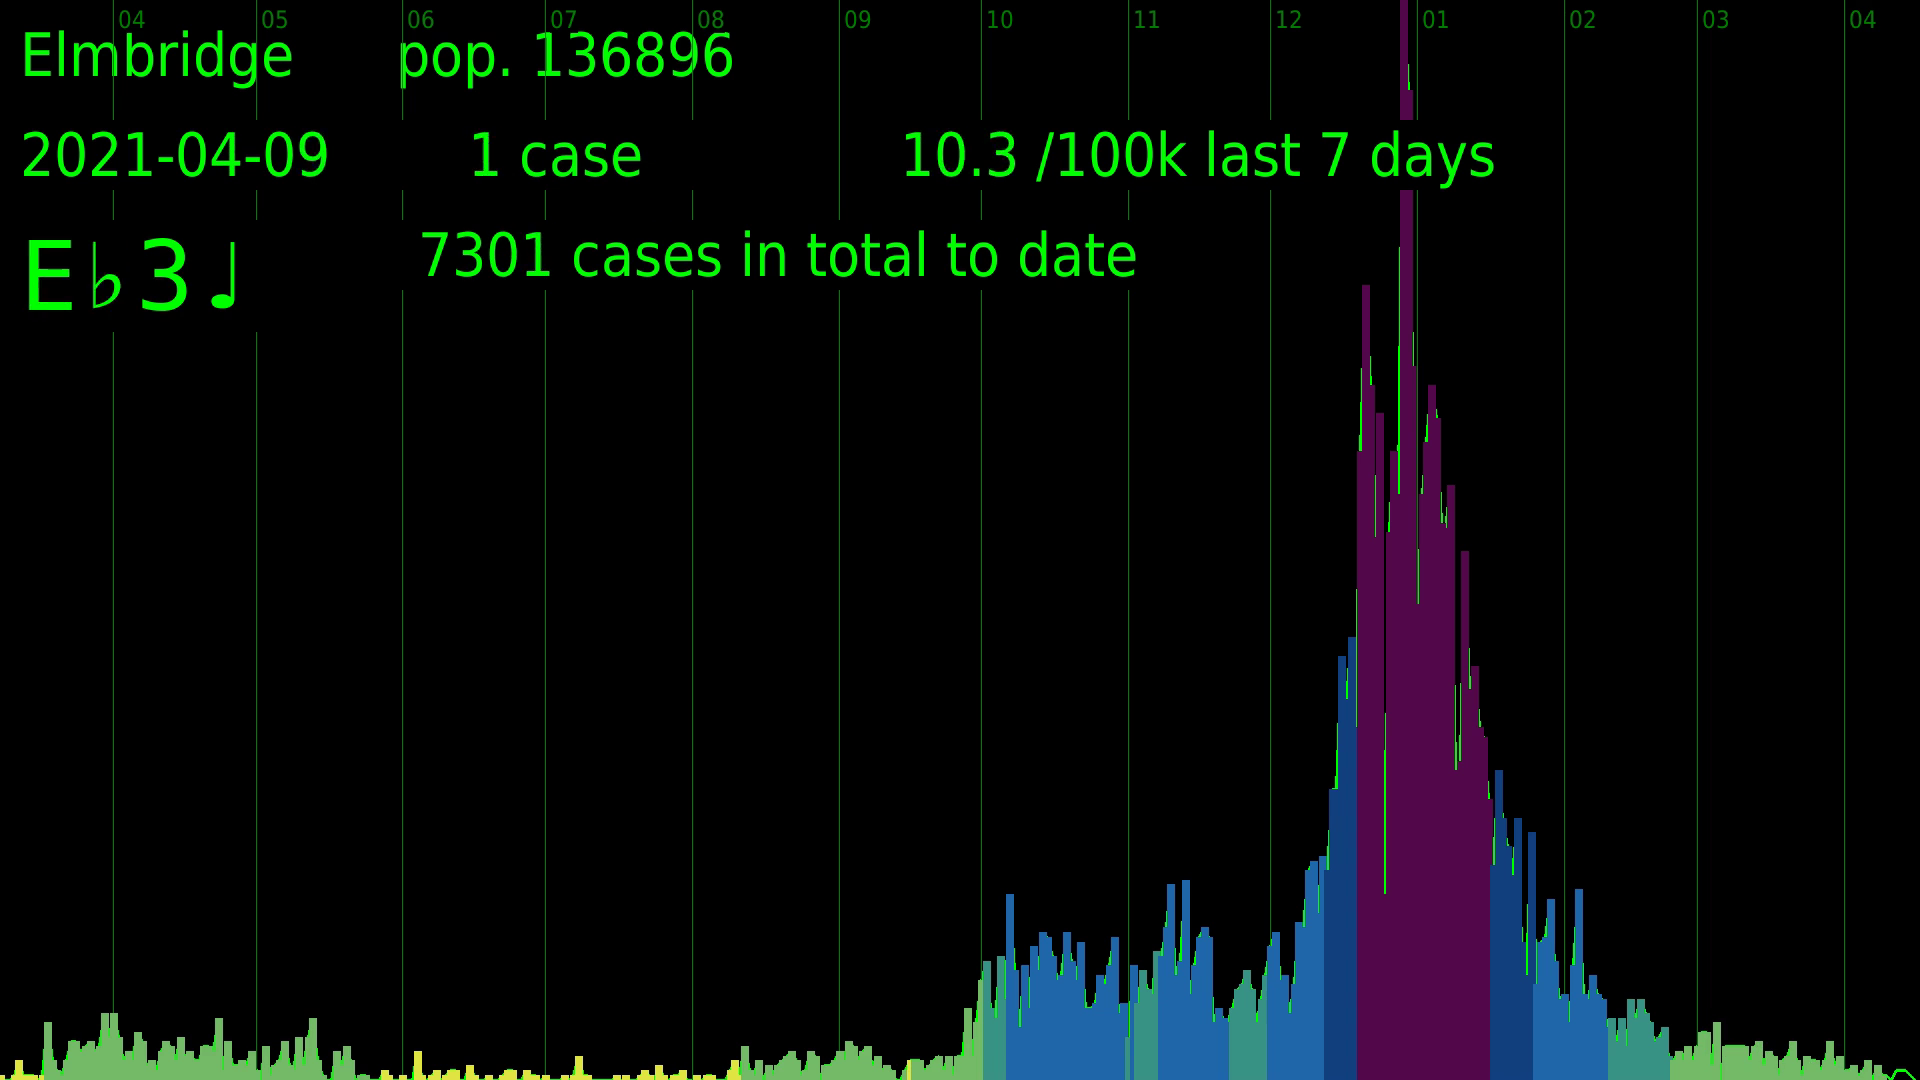 04 05 06 07 08 09 10 11 12 01 02 03 04
Elmbridge pop. 136896
2021-04-09 1 case 10.3 /100k last 7 days
E♭3♩ 7301 cases in total to date